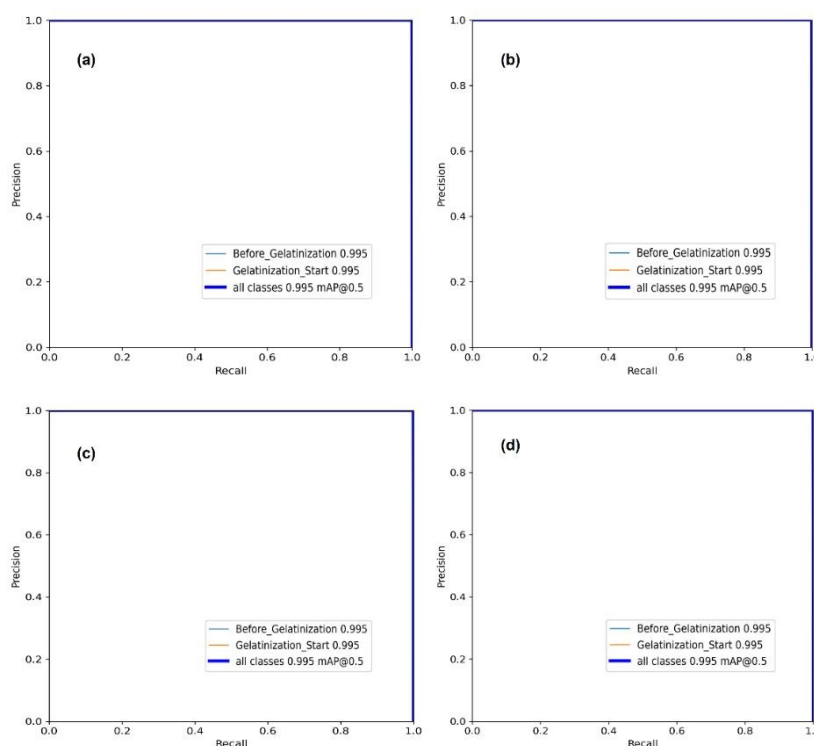 1.0
(a)
0.8
0.6
Precision
0.4
Before_Gelatinization 0.995
Gelatinization_Start 0.995
all classes 0.995 mAP@0.5
0.2
0.0
0.0 0.2 0.4 0.6 0.8 1.0
Recall
1.0
(b)
0.8
0.6
Precision
0.4
Before_Gelatinization 0.995
Gelatinization_Start 0.995
all classes 0.995 mAP@0.5
0.2
0.0
0.0 0.2 0.4 0.6 0.8 1.0
Recall
1.0
(c)
0.8
0.6
Precision
0.4
Before_Gelatinization 0.995
Gelatinization_Start 0.995
all classes 0.995 mAP@0.5
0.2
0.0
0.0 0.2 0.4 0.6 0.8 1.0
Recall
1.0
(d)
0.8
0.6
Precision
0.4
Before_Gelatinization 0.995
Gelatinization_Start 0.995
all classes 0.995 mAP@0.5
0.2
0.0
0.0 0.2 0.4 0.6 0.8 1.0
Recall